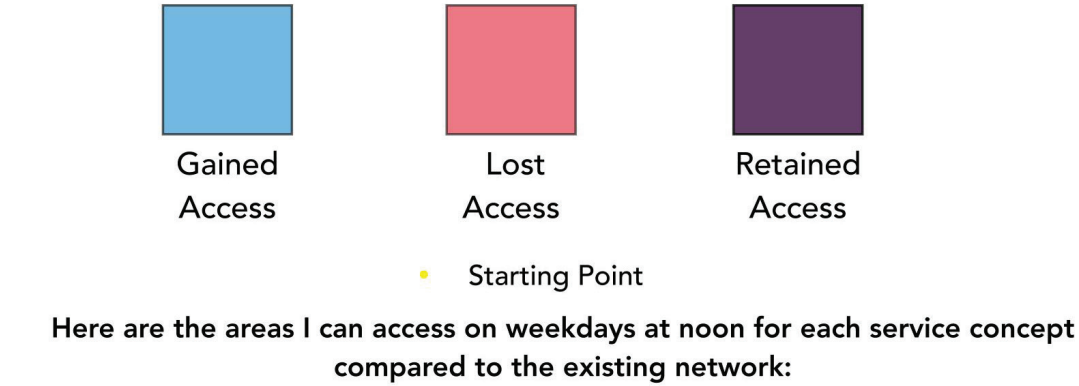 Gained Access
Lost Access
Retained Access
Starting Point
Here are the areas I can access on weekdays at noon for each service concept
compared to the existing network: